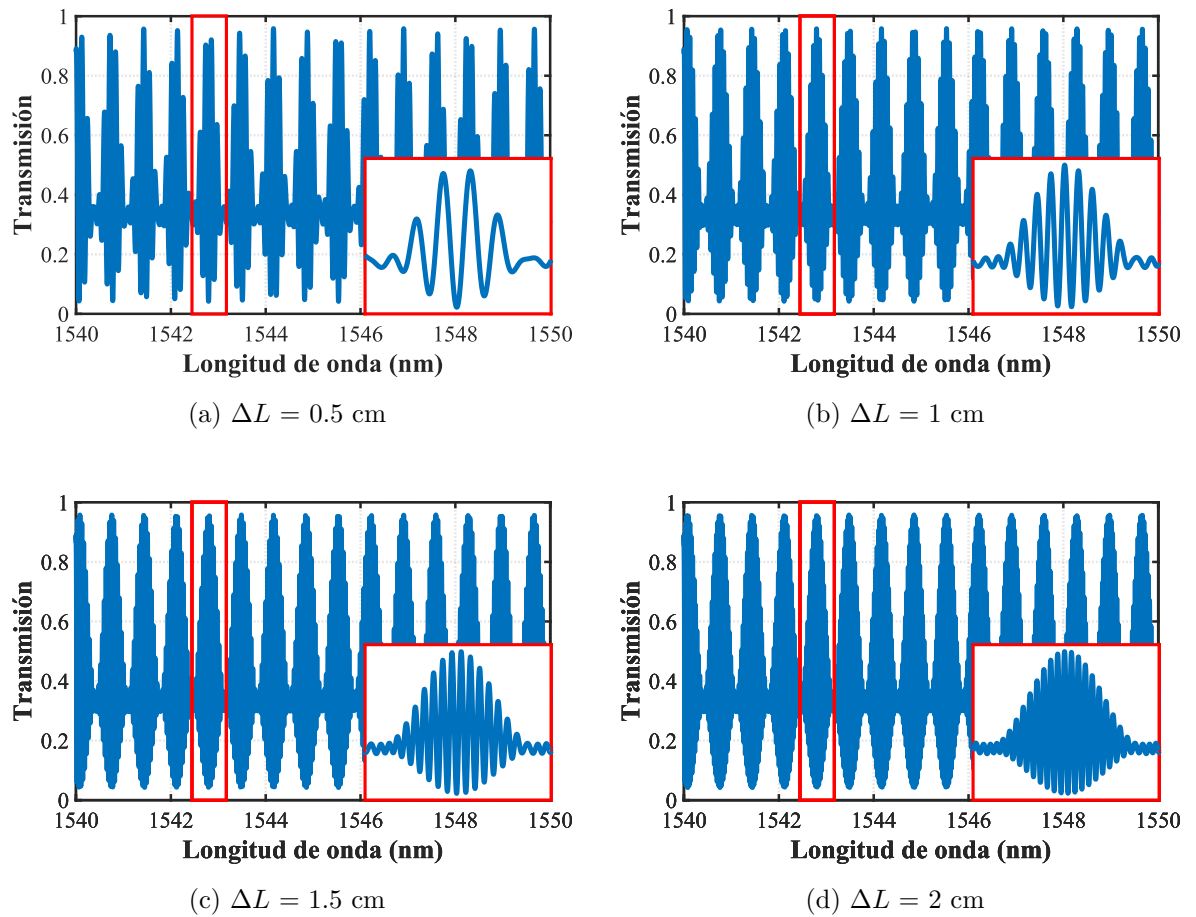 1
0.8
0.6
0.4
0.2
0
Transmisión
1540 1542 1544 1546 1548 1550
Longitud de onda (nm)
(a) ΔL = 0.5 cm
1
0.8
0.6
0.4
0.2
0
Transmisión
1540 1542 1544 1546 1548 1550
Longitud de onda (nm)
(b) ΔL = 1 cm
1
0.8
0.6
0.4
0.2
0
Transmisión
1540 1542 1544 1546 1548 1550
Longitud de onda (nm)
(c) ΔL = 1.5 cm
1
0.8
0.6
0.4
0.2
0
Transmisión
1540 1542 1544 1546 1548 1550
Longitud de onda (nm)
(d) ΔL = 2 cm